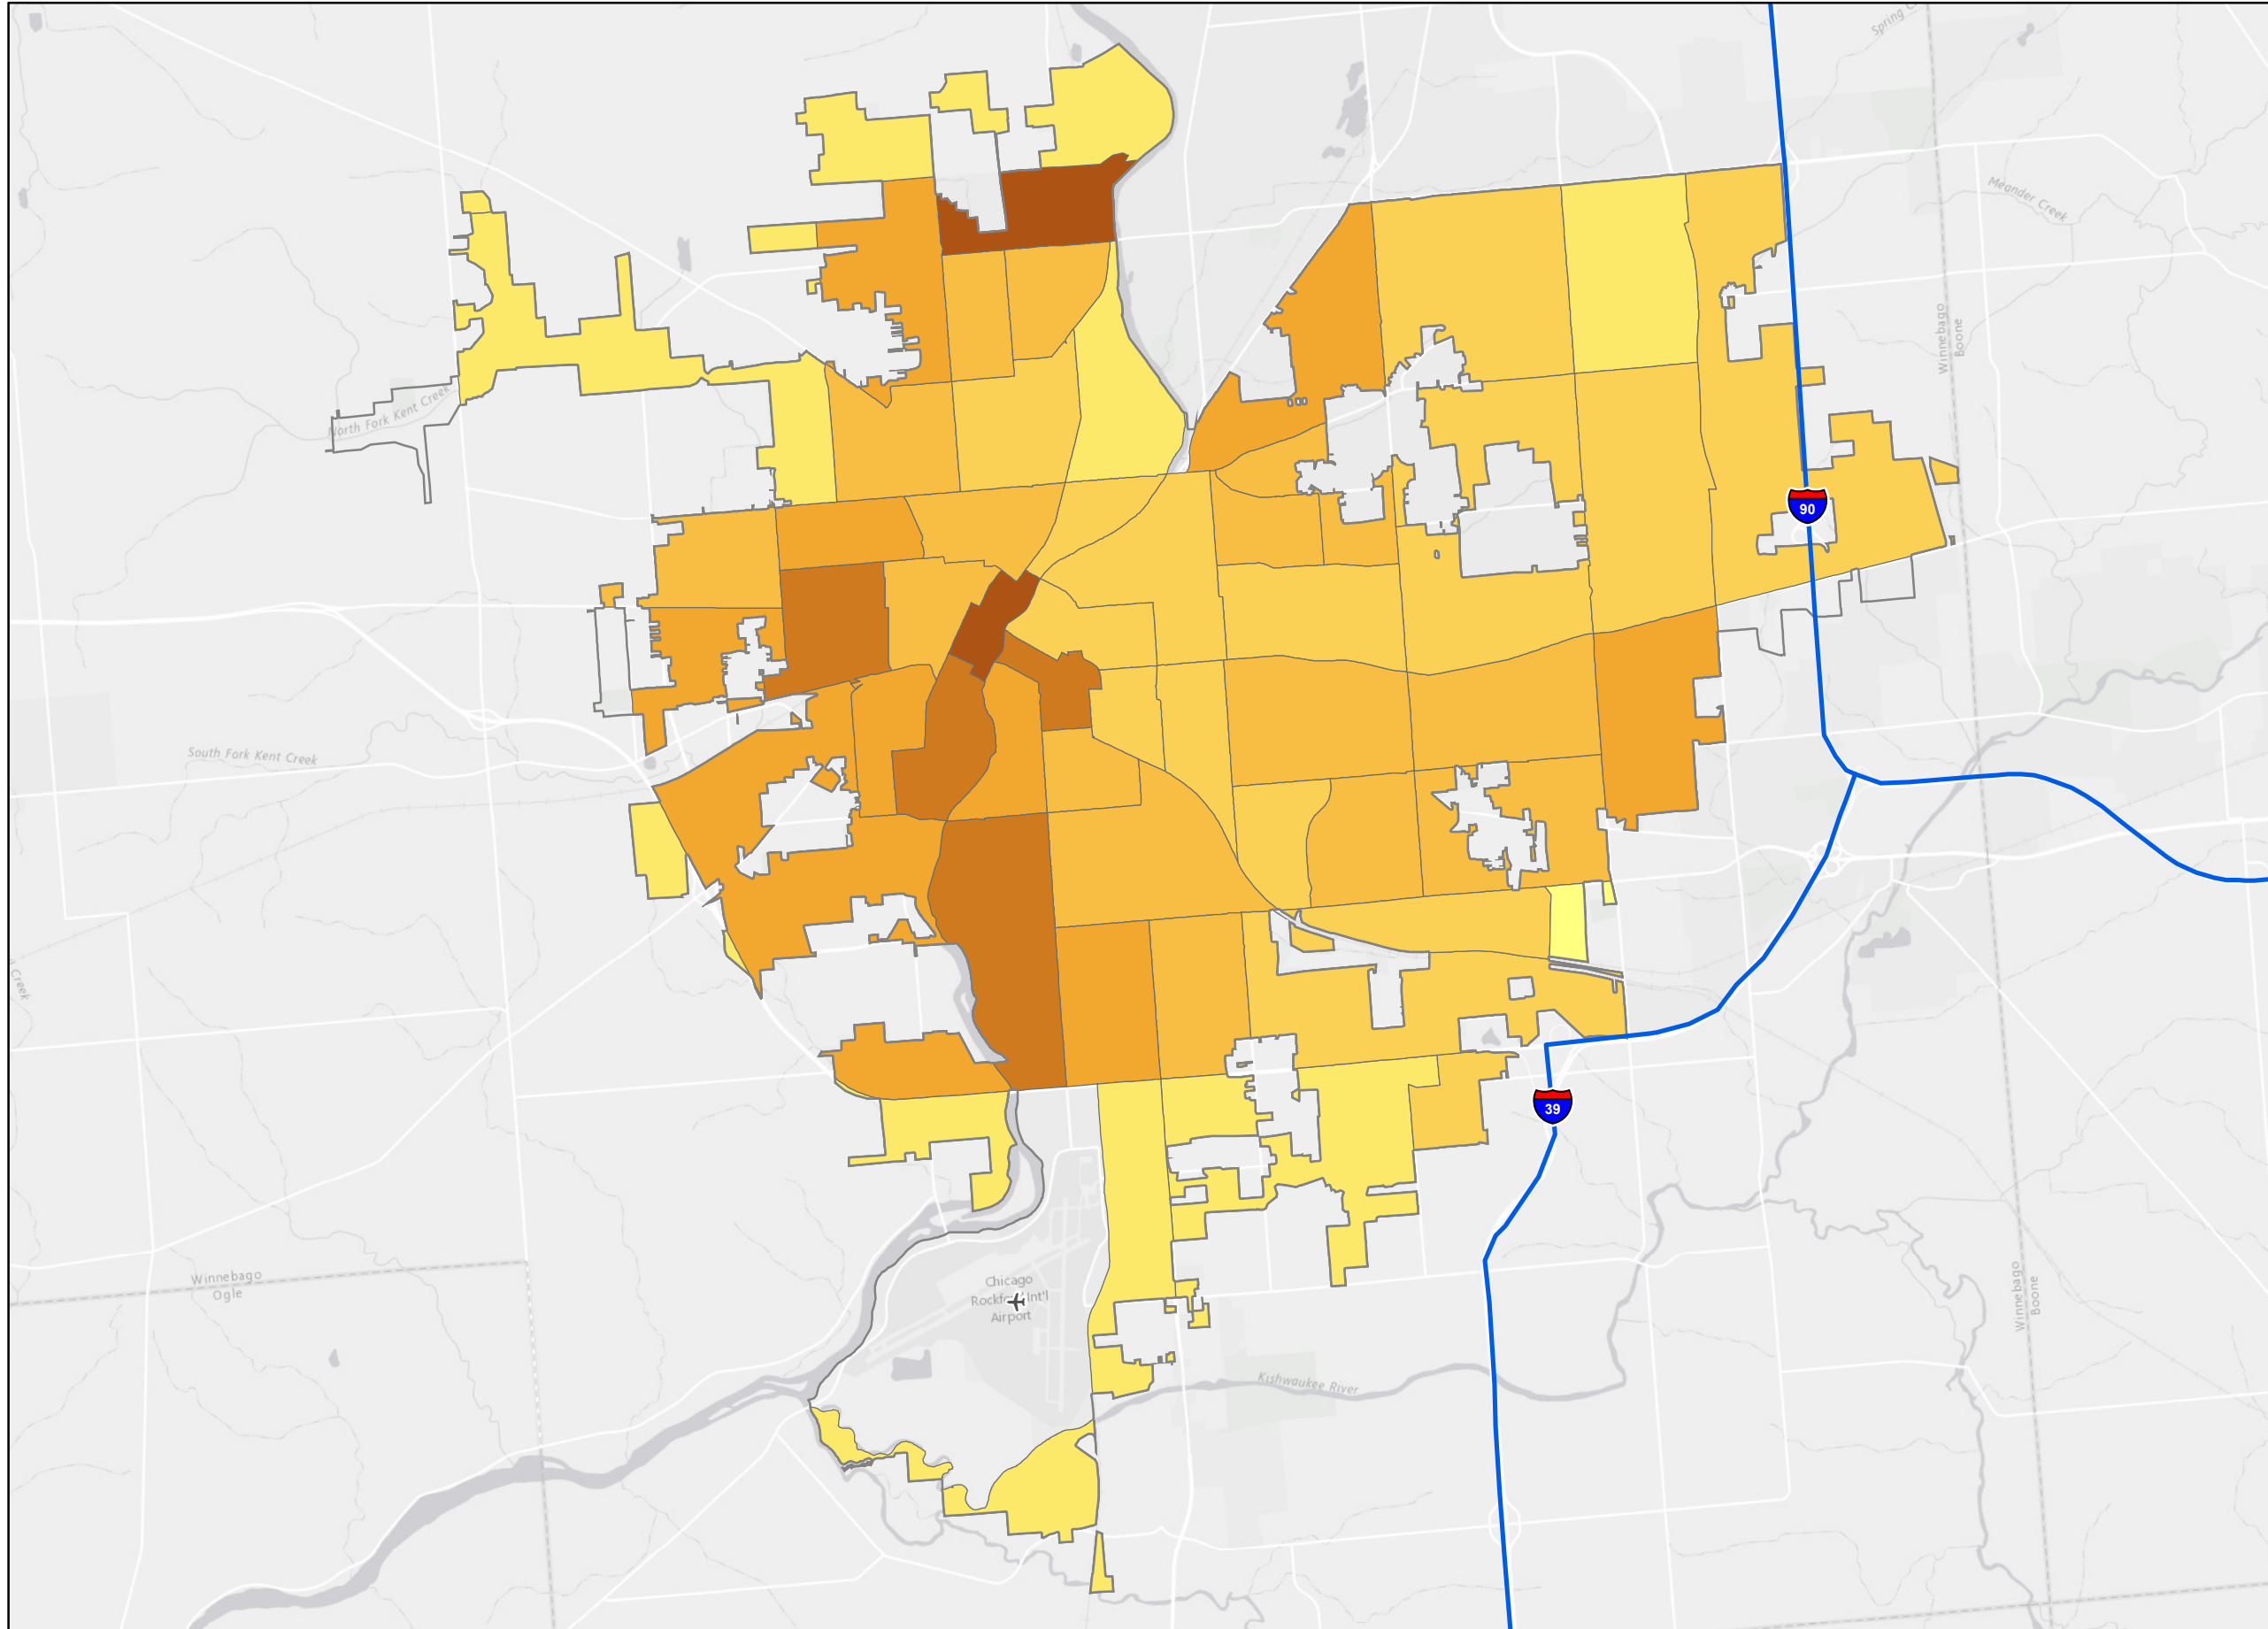 Spring C
Meander Creek
Winnebago
Boone
North Fork Kent Creek
90
South Fork Kent Creek
Creek
39
Winnebago
Ogle
Chicago
Rockford Int'l
Airport
Winnebago
Boone
Kishwaukee River